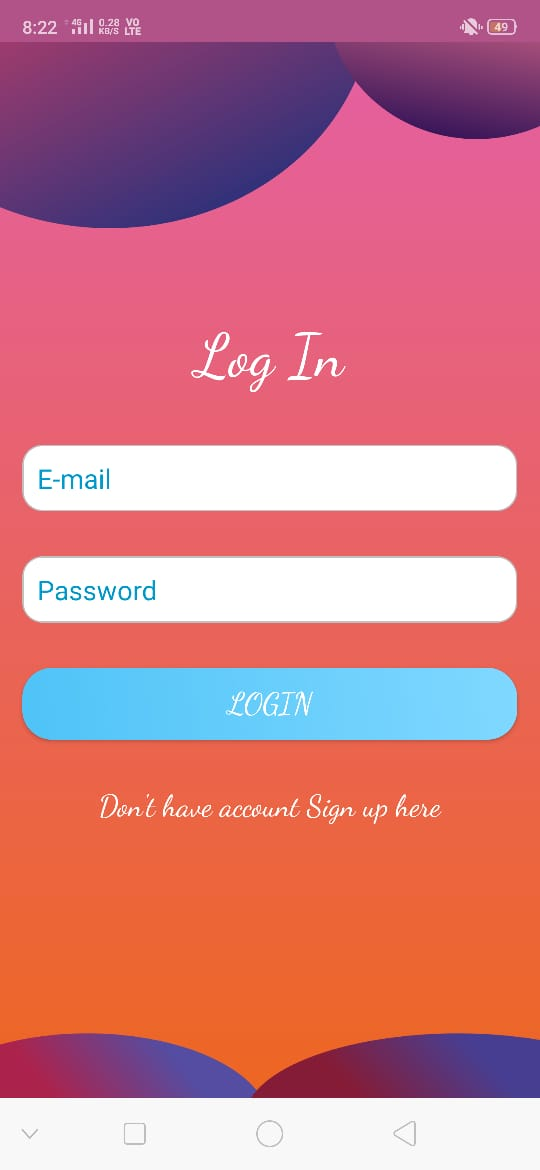 8:22 4G 0.28 KB/S VO LTE 49
Log In
E-mail
Password
LOGIN
Don't have account Sign up here